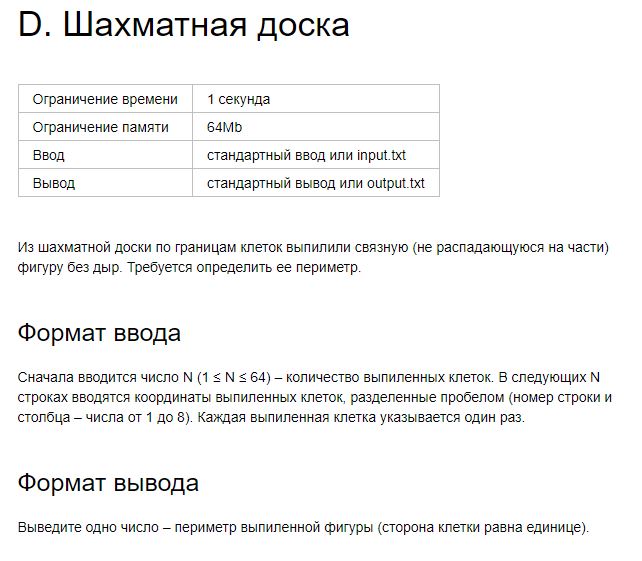 D. Шахматная доска
Ограничение времени 1 секунда
Ограничение памяти 64Mb
Ввод стандартный ввод или input.txt
Вывод стандартный вывод или output.txt
Из шахматной доски по границам клеток выпилили связную (не распадающуюся на части)
фигуру без дыр. Требуется определить ее периметр.
Формат ввода
Сначала вводится число N (1 ≤ N ≤ 64) – количество выпиленных клеток. В следующих N
строках вводятся координаты выпиленных клеток, разделенные пробелом (номер строки и
столбца – числа от 1 до 8). Каждая выпиленная клетка указывается один раз.
Формат вывода
Выведите одно число – периметр выпиленной фигуры (сторона клетки равна единице).